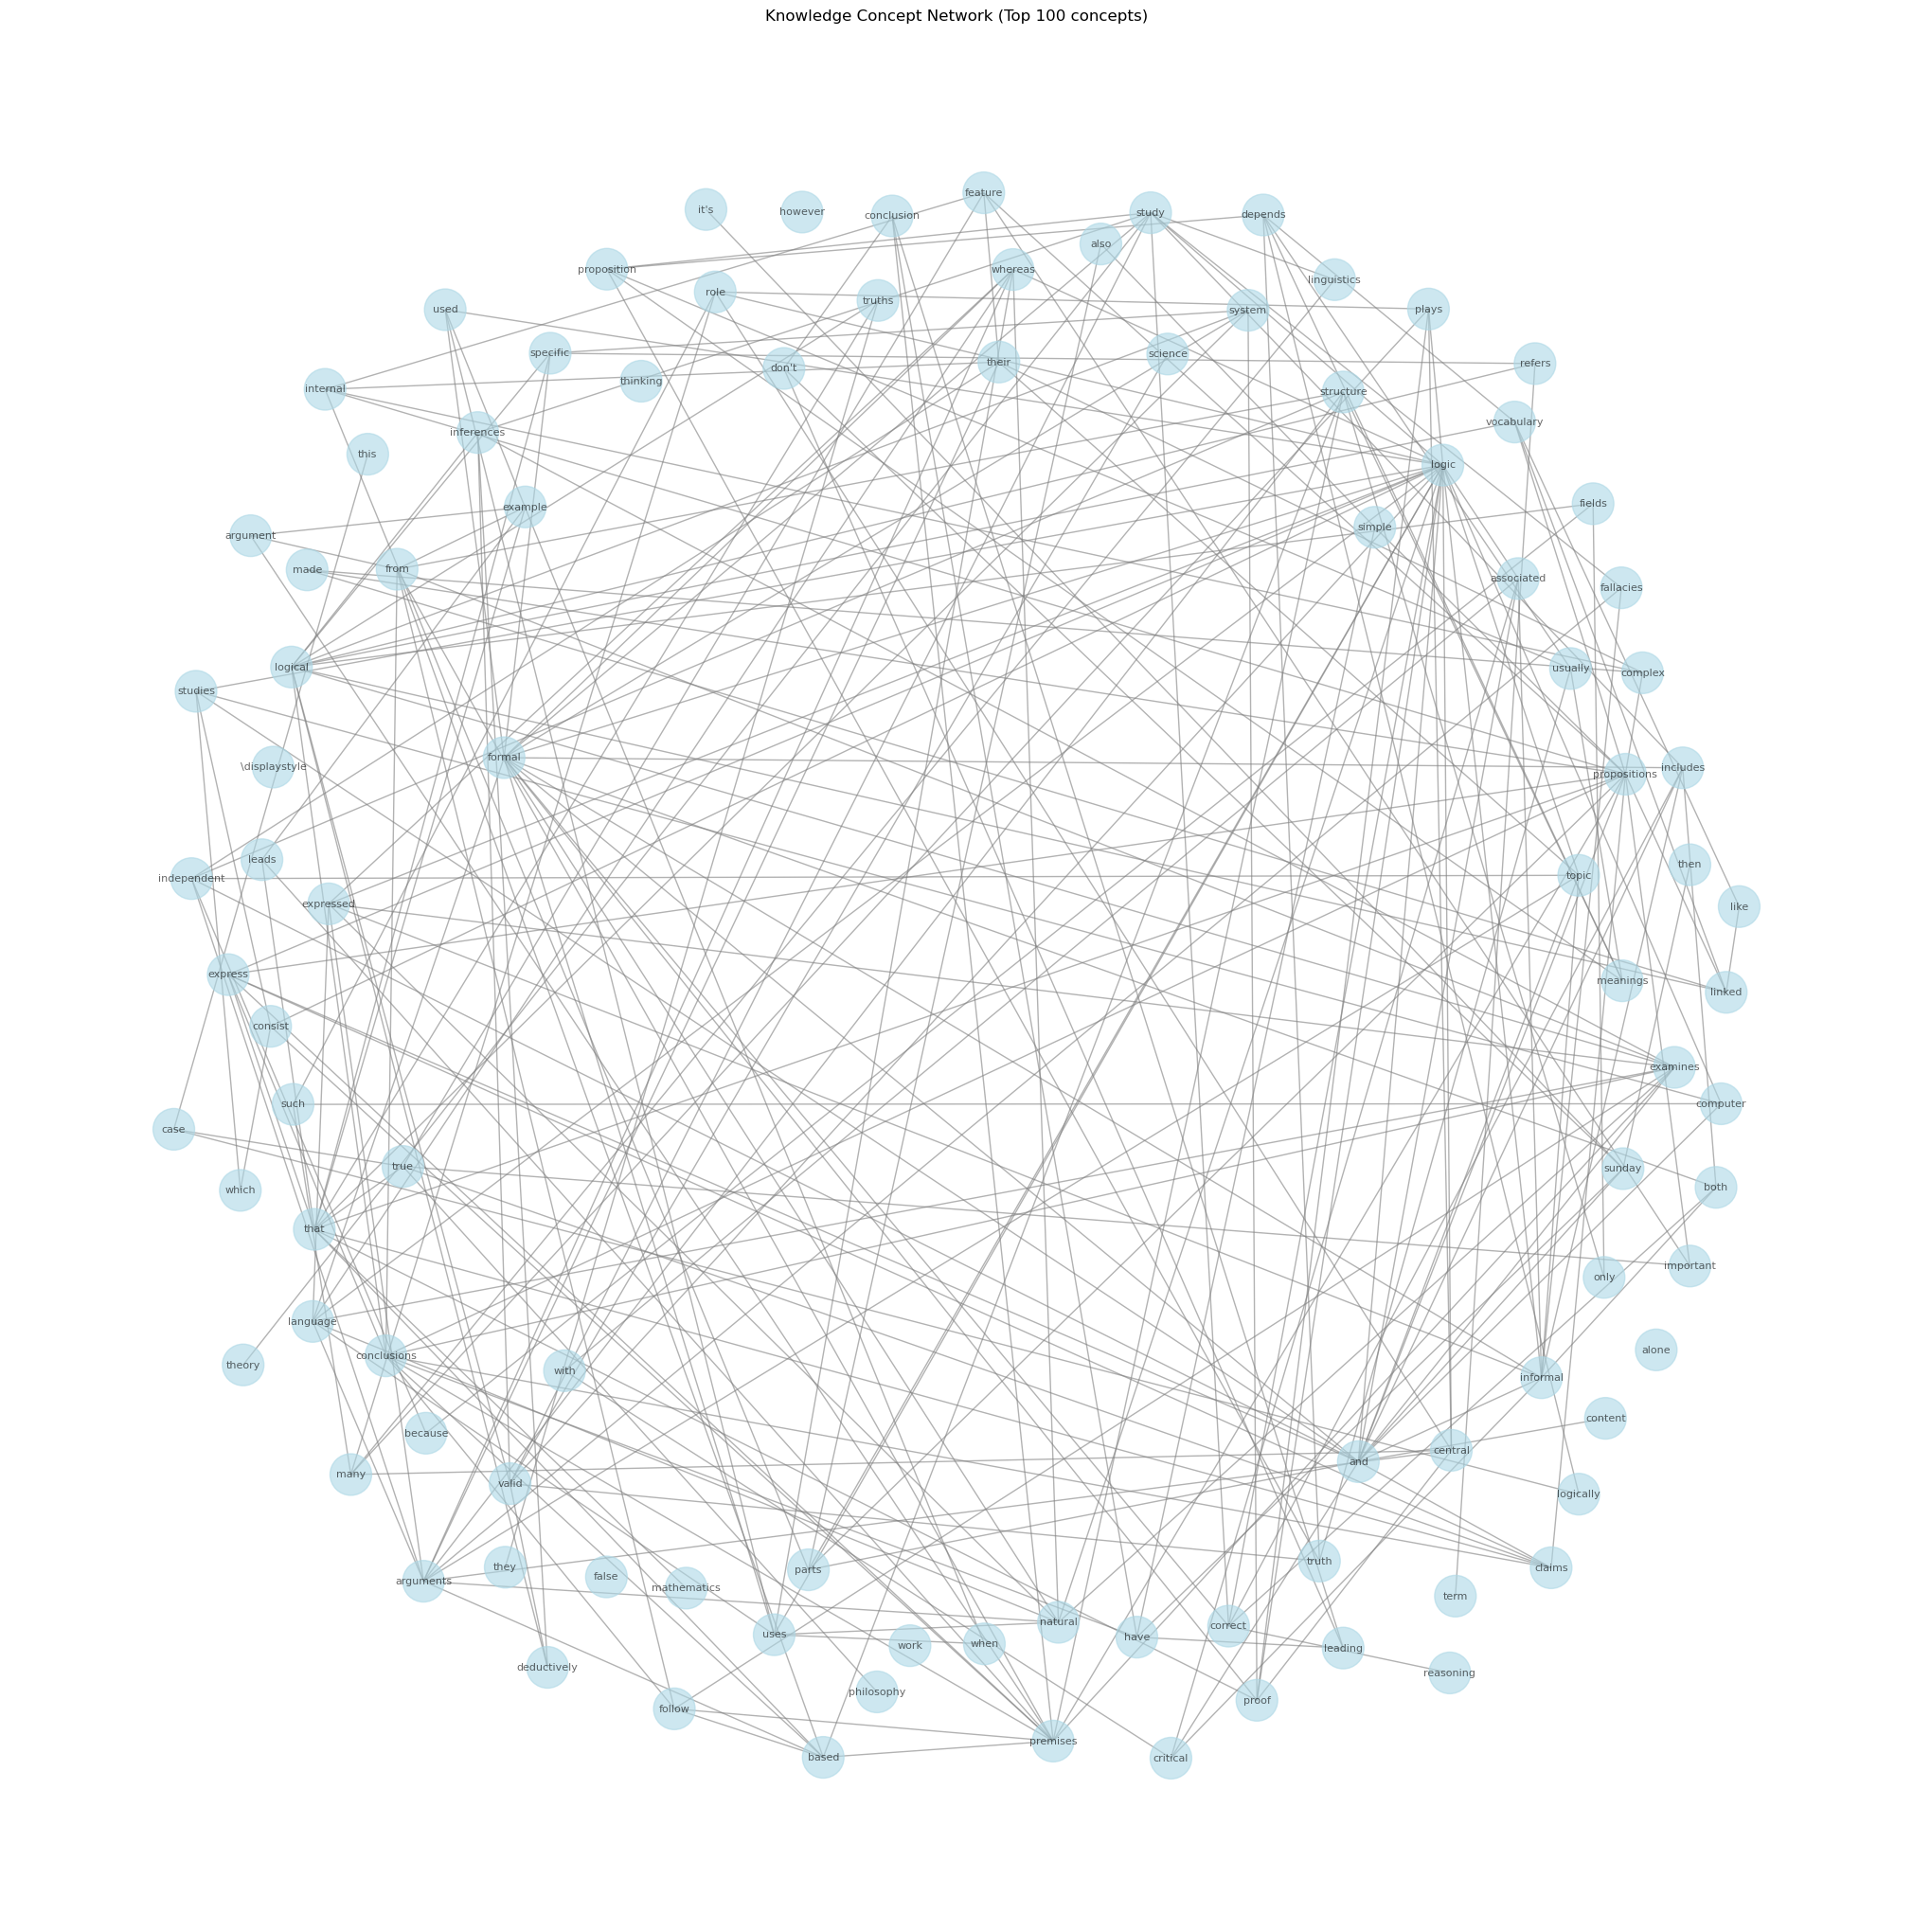 Knowledge Concept Network (Top 100 concepts)
feature
it's
however
conclusion
study
depends
also
proposition
whereas
linguistics
role
truths
used
system
plays
specific
science
their
refers
don't
thinking
internal
structure
vocabulary
inferences
this
logic
example
fields
simple
argument
made
from
associated
fallacies
logical
usually
complex
studies
formal
\displaystyle
propositions
includes
leads
then
independent
topic
expressed
like
express
meanings
linked
consist
examines
such
computer
case
true
sunday
which
both
that
important
only
language
alone
conclusions
theory
with
informal
content
because
central
and
many
valid
logically
truth
they
parts
claims
false
arguments
mathematics
term
natural
correct
uses
have
work
when
leading
deductively
reasoning
philosophy
proof
follow
premises
based
critical